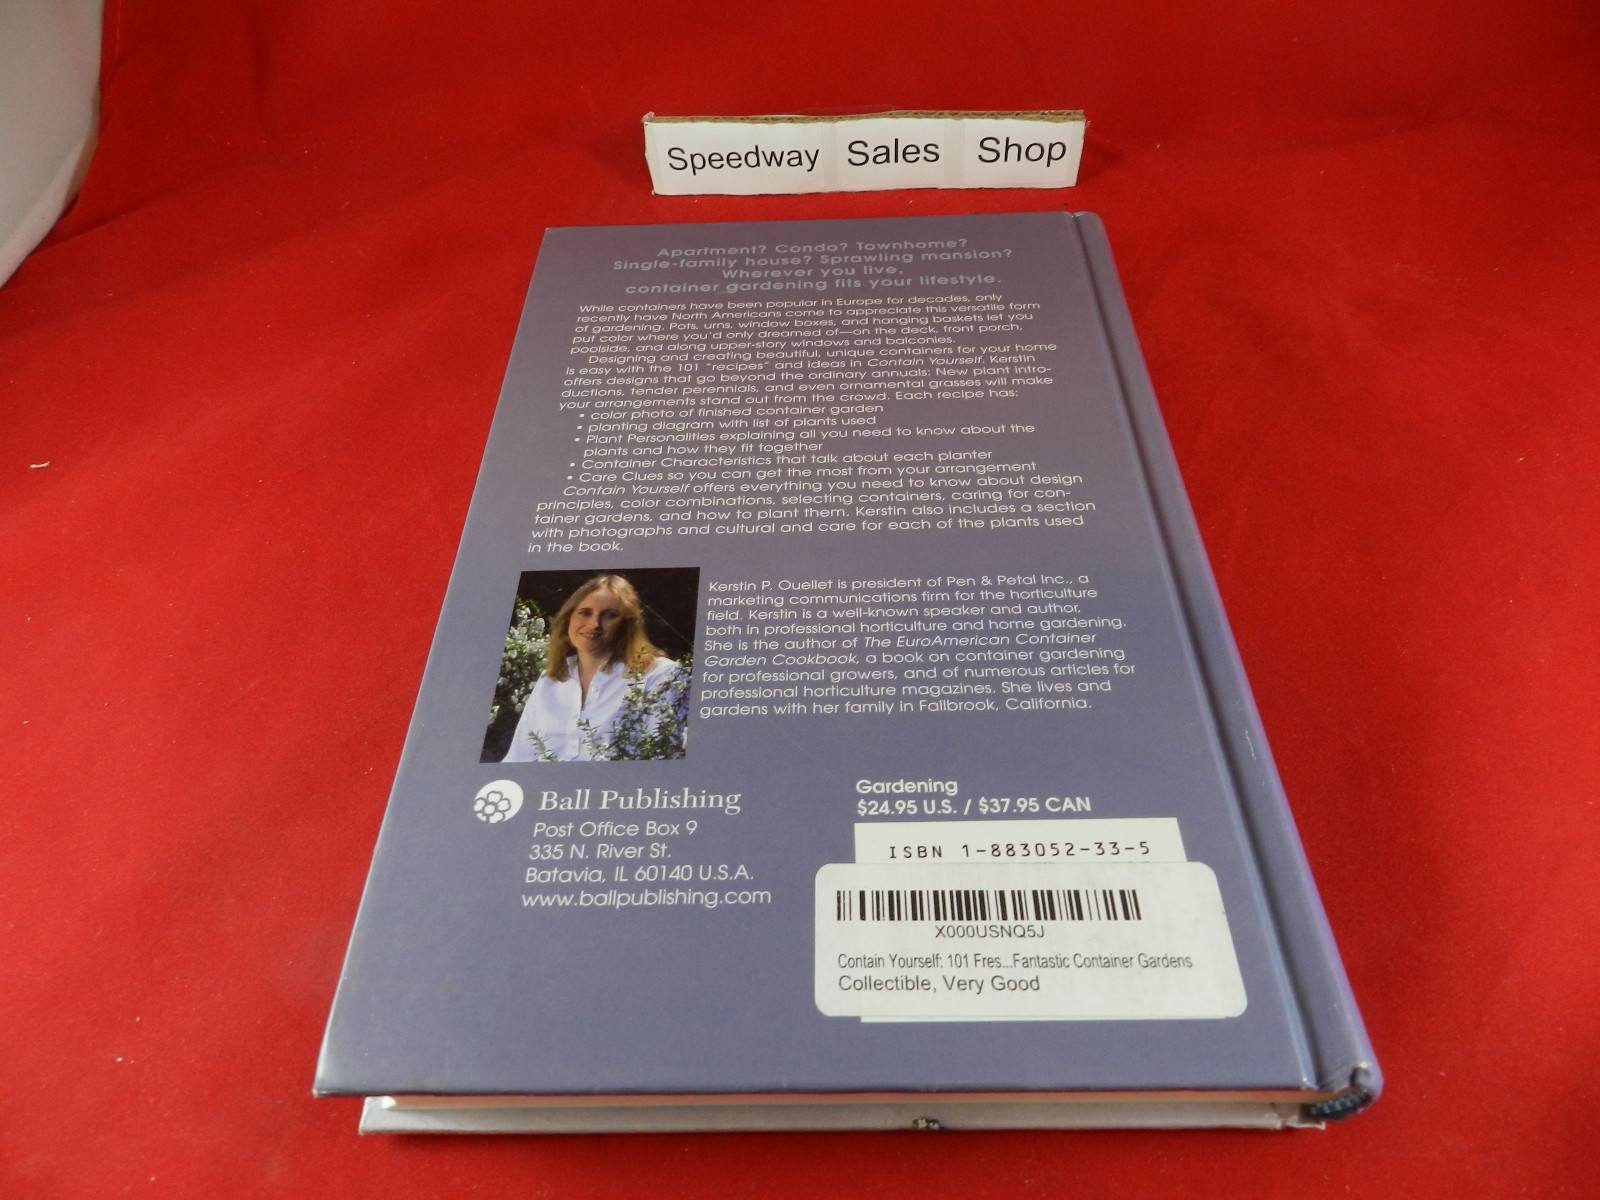 Speedway Sales Shop
Apartment? Condo? Townhome?
Single-family house? Sprawling mansion?
Wherever you live,
container gardening fits your lifestyle.
While containers have been popular in Europe for decades, only
recently have North Americans come to appreciate this versatile form
of gardening. Pots, urns, window boxes, and hanging baskets let you
put color where you'd only dreamed of—on the deck, front porch,
poolside, and along upper-story windows and balconies.
Designing and creating beautiful, unique containers for your home
is easy with the 101 "recipes" and ideas in Contain Yourself. Kerstin
offers designs that go beyond the ordinary annuals: New plant intro-
ductions, tender perennials, and even ornamental grasses will make
your arrangements stand out from the crowd. Each recipe has:
• color photo of finished container garden
• planting diagram with list of plants used
• Plant Personalities explaining all you need to know about the
plants and how they fit together
• Container Characteristics that talk about each planter
• Care Clues so you can get the most from your arrangement
Contain Yourself offers everything you need to know about design
principles, color combinations, selecting containers, caring for con-
tainer gardens, and how to plant them. Kerstin also includes a section
with photographs and cultural and care for each of the plants used
in the book.
Kerstin P. Ouellet is president of Pen & Petal Inc., a
marketing communications firm for the horticulture
field. Kerstin is a well-known speaker and author,
both in professional horticulture and home gardening.
She is the author of The EuroAmerican Container
Garden Cookbook, a book on container gardening
for professional growers, and of numerous articles for
professional horticulture magazines. She lives and
gardens with her family in Fallbrook, California.
Ball Publishing
Post Office Box 9
335 N. River St.
Batavia, IL 60140 U.S.A.
www.ballpublishing.com
Gardening
$24.95 U.S. / $37.95 CAN
ISBN 1-883052-33-5
X000USNQ5J
Contain Yourself: 101 Fres...Fantastic Container Gardens
Collectible, Very Good